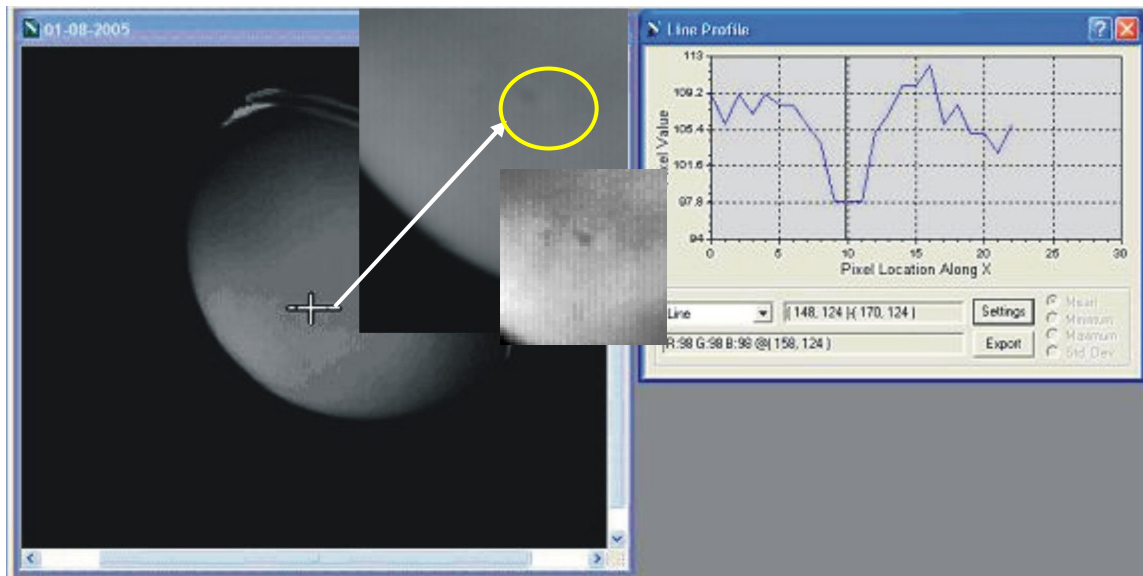 01-08-2005
Line Profile
113
109.2
105.4
101.6
97.8
94
Pixel Value
0 5 10 15 20 25 30
Pixel Location Along X
Line
( 148, 124 )-( 170, 124 )
Settings
R:98 G:98 B:98 @( 158, 124 )
Export
Mean
Minimum
Maximum
Std Dev